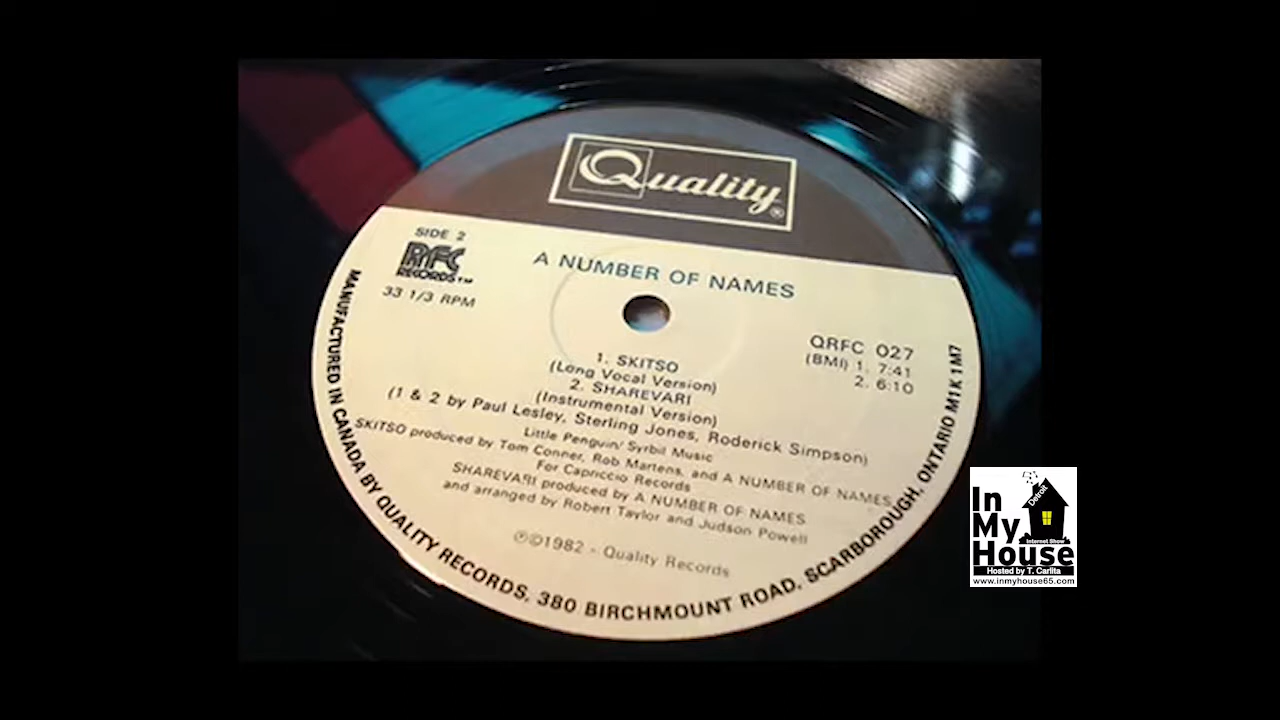 Quality®
SIDE 2
RFC
RECORDS™
33 1/3 RPM
A NUMBER OF NAMES
QRFC 027
(BMI) 1. 7:41
2. 6:10
1. SKITSO
(Long Vocal Version)
2. SHAREVARI
(Instrumental Version)
(1 & 2 by Paul Lesley, Sterling Jones, Roderick Simpson)
Little Penguin/ Syrbil Music
SKITSO produced by Tom Conner, Rob Martens, and A NUMBER OF NAMES
For Capriccio Records
SHAREVARI produced by A NUMBER OF NAMES
and arranged by Robert Taylor and Judson Powell
℗©1982 - Quality Records
MANUFACTURED IN CANADA BY QUALITY RECORDS, 380 BIRCHMOUNT ROAD, SCARBOROUGH, ONTARIO M1K 1M7
In
My
House
Detroit
Internet Show
Hosted by T. Carlita
www.inmyhouse65.com